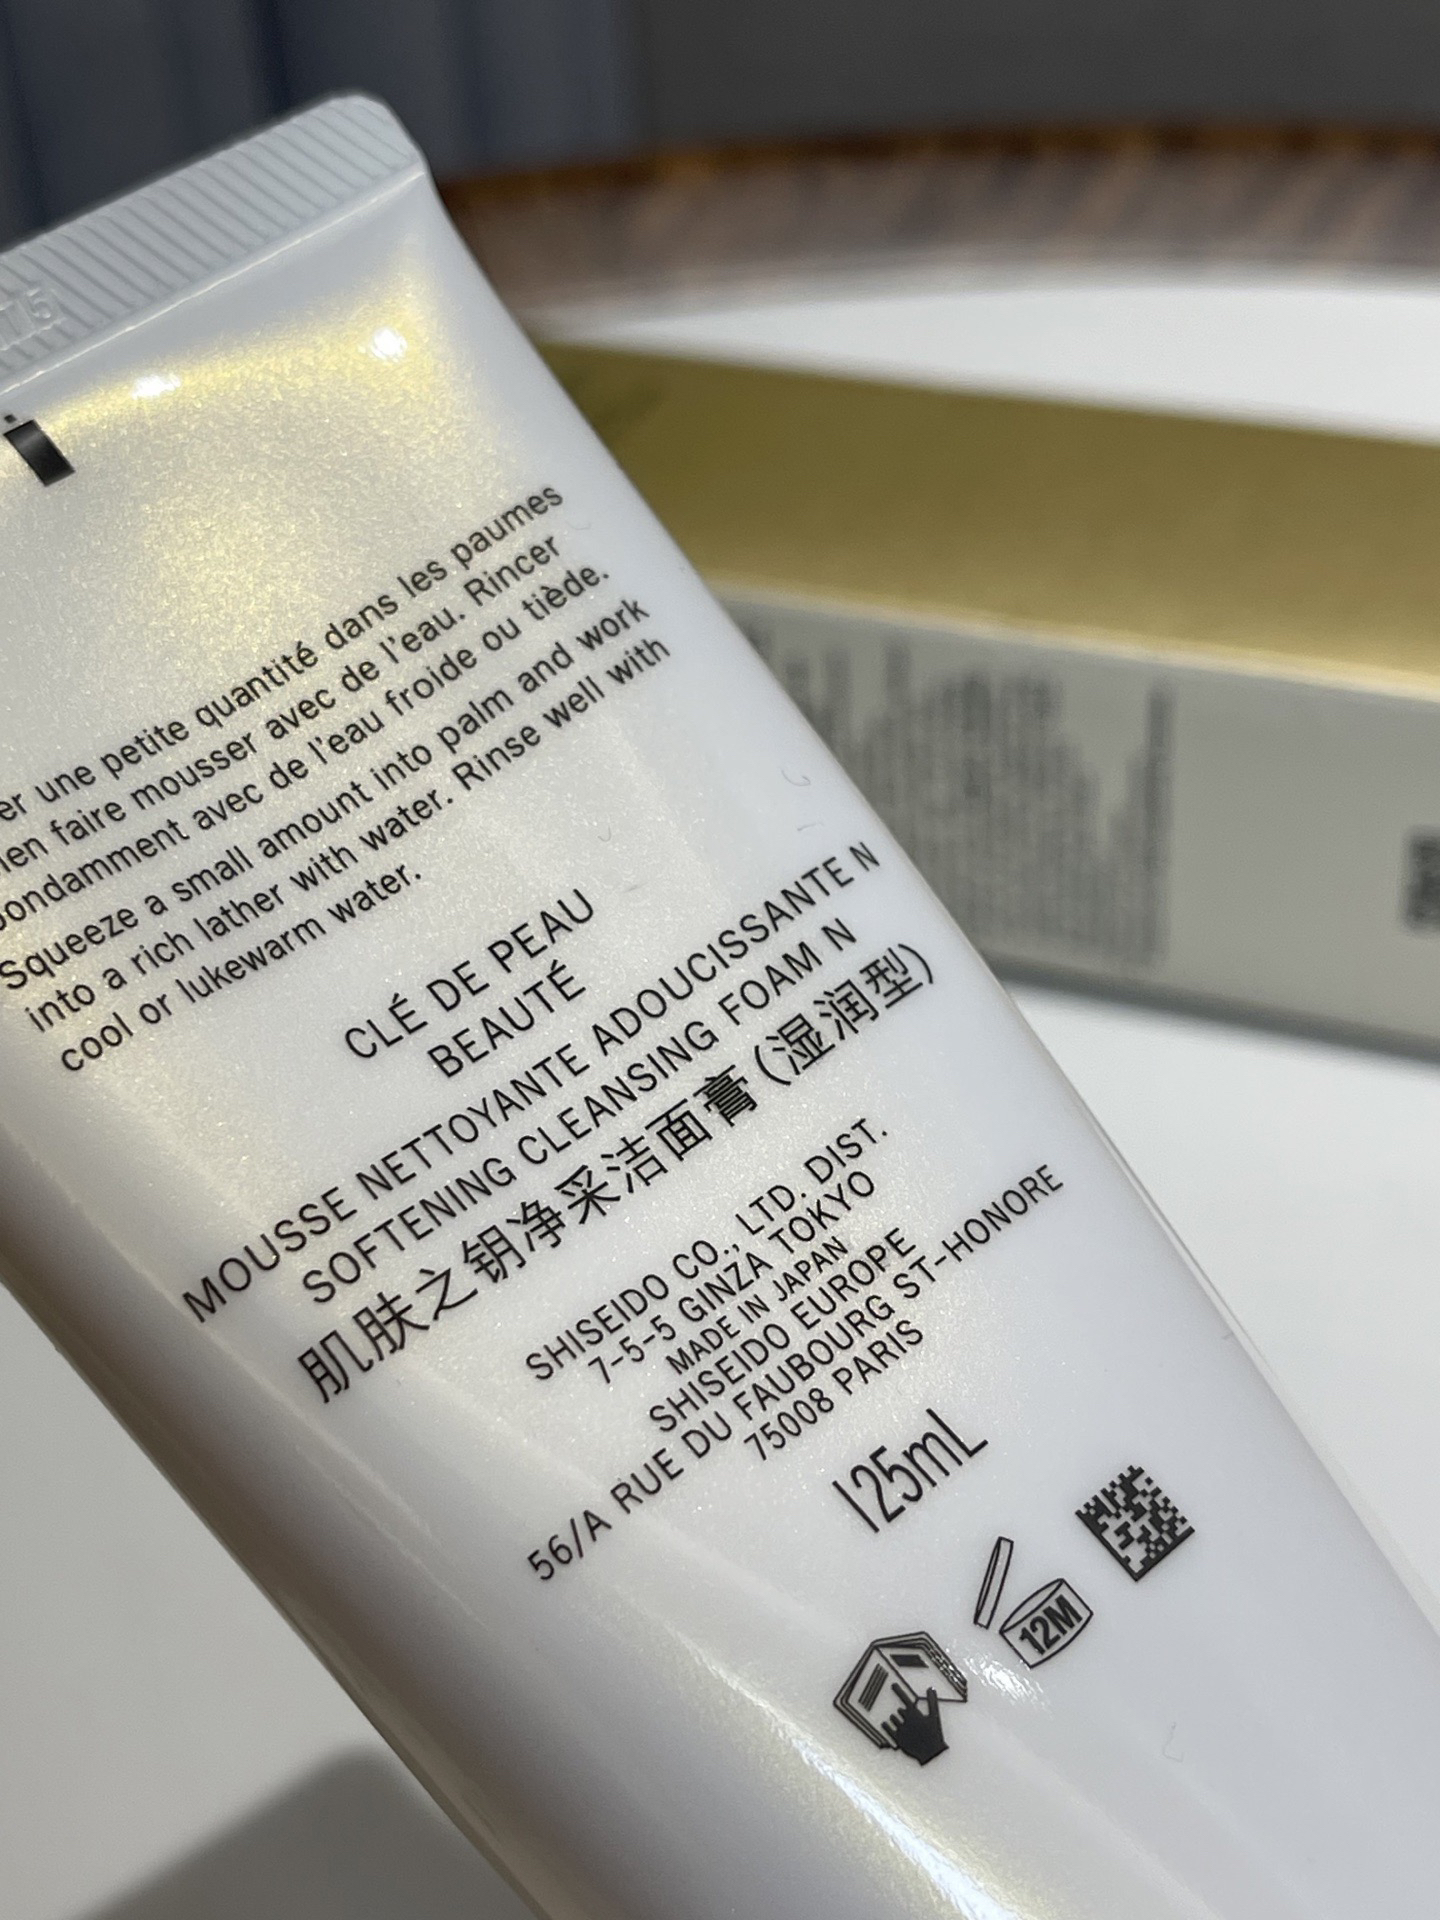 une petite quantité dans les paumes
faire mousser avec de l'eau. Rincer
avec de l'eau froide ou tiède.
Squeeze a small amount into palm and work
into a rich lather with water. Rinse well with
cool or lukewarm water.
CLÉ DE PEAU
BEAUTÉ
MOUSSE NETTOYANTE ADOUCISSANTE N
SOFTENING CLEANSING FOAM N
肌肤之钥净采洁面膏(湿润型)
SHISEIDO CO., LTD. DIST.
7-5-5 GINZA TOKYO
MADE IN JAPAN
SHISEIDO EUROPE
56/A RUE DU FAUBOURG ST-HONORE
75008 PARIS
125mL
12M